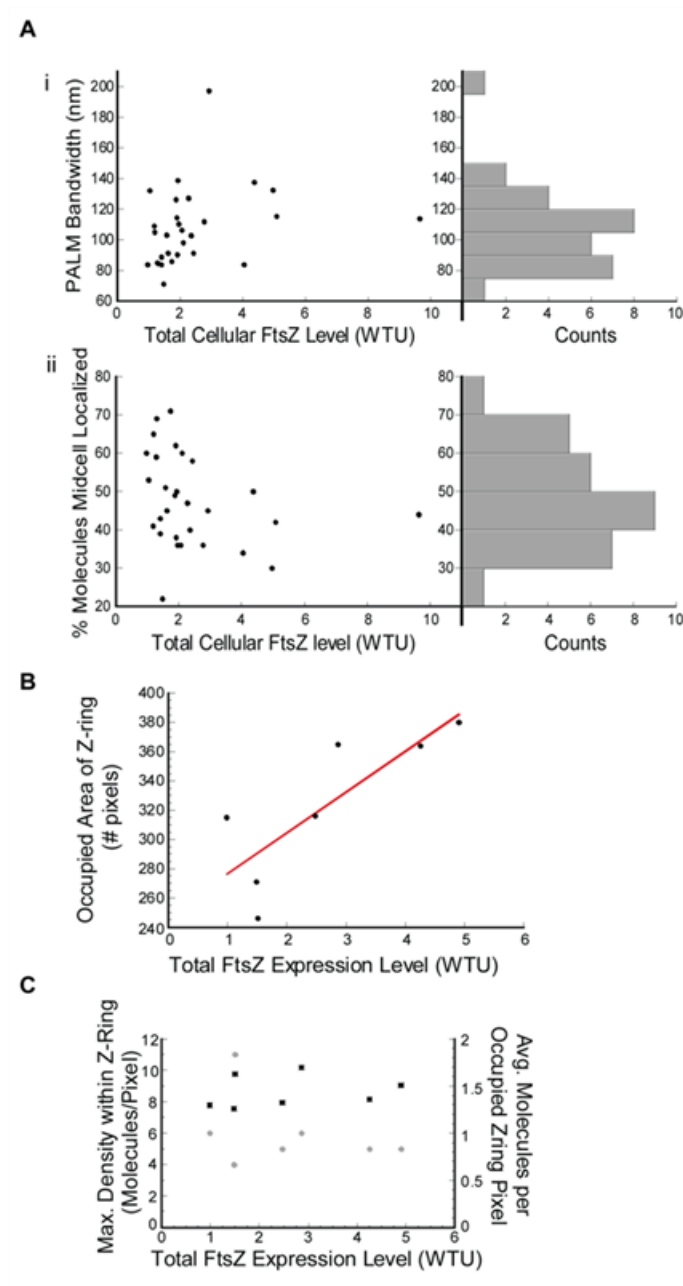 A
i
PALM Bandwidth (nm)
200
180
160
140
120
100
80
60
0 2 4 6 8 10
Total Cellular FtsZ Level (WTU)
200
180
160
140
120
100
80
2 4 6 8 10
Counts
ii
% Molecules Midcell Localized
80
70
60
50
40
30
20
0 2 4 6 8 10
Total Cellular FtsZ level (WTU)
80
70
60
50
40
30
20
2 4 6 8 10
Counts
B
Occupied Area of Z-ring
(# pixels)
400
380
360
340
320
300
280
260
240
0 1 2 3 4 5 6
Total FtsZ Expression Level (WTU)
C
Max. Density within Z-Ring
(Molecules/Pixel)
12
10
8
6
4
2
0
0 1 2 3 4 5 6
2
1.5
1
0.5
0
Avg. Molecules per
Occupied Zring Pixel
Total FtsZ Expression Level (WTU)